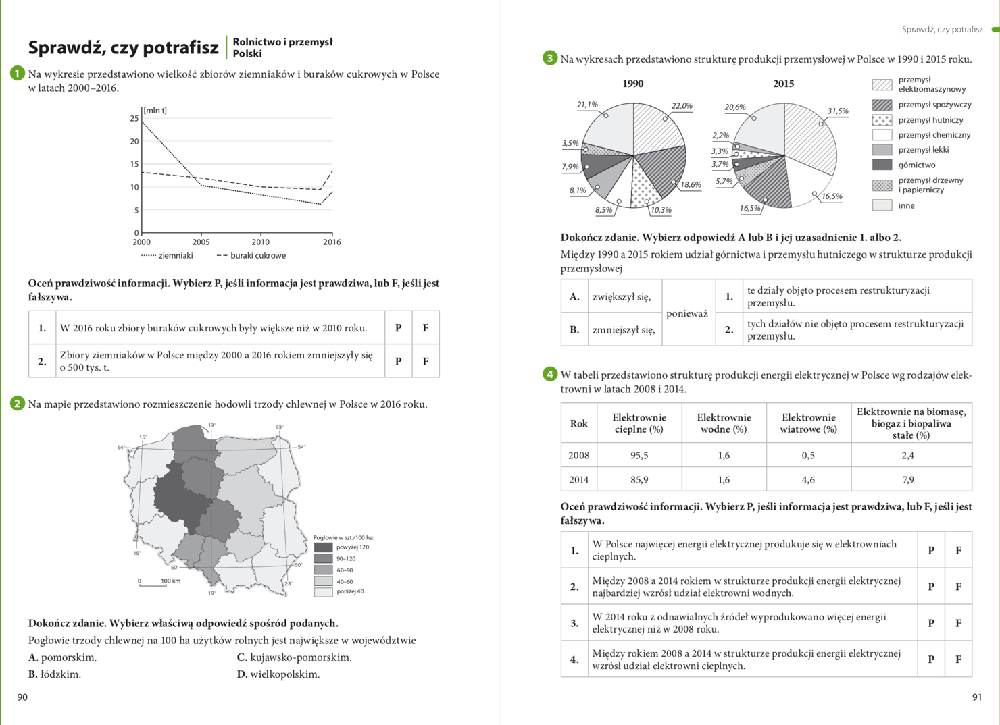 Sprawdź, czy potrafisz
Rolnictwo i przemysł
Polski
1 Na wykresie przedstawiono wielkość zbiorów ziemniaków i buraków cukrowych w Polsce
w latach 2000–2016.
[mln t]
25
20
15
10
5
0
2000 2005 2010 2016
ziemniaki buraki cukrowe
Oceń prawdziwość informacji. Wybierz P, jeśli informacja jest prawdziwa, lub F, jeśli jest
fałszywa.
1. W 2016 roku zbiory buraków cukrowych były większe niż w 2010 roku. P F
2. Zbiory ziemniaków w Polsce między 2000 a 2016 rokiem zmniejszyły się
o 500 tys. t. P F
2 Na mapie przedstawiono rozmieszczenie hodowli trzody chlewnej w Polsce w 2016 roku.
19°
23°
15°
54°
54°
15°
50°
50°
23°
19°
0 100 km
Pogłowie w szt./100 ha:
powyżej 120
90–120
60–90
40–60
poniżej 40
Dokończ zdanie. Wybierz właściwą odpowiedź spośród podanych.
Pogłowie trzody chlewnej na 100 ha użytków rolnych jest największe w województwie
A. pomorskim. C. kujawsko-pomorskim.
B. łódzkim. D. wielkopolskim.
90
Sprawdź, czy potrafisz
3 Na wykresach przedstawiono strukturę produkcji przemysłowej w Polsce w 1990 i 2015 roku.
1990
21,1%
22,0%
3,5%
7,9%
8,1%
8,5%
10,3%
18,6%
2015
20,6%
31,5%
2,2%
3,3%
3,7%
5,7%
16,5%
16,5%
przemysł
elektromaszynowy
przemysł spożywczy
przemysł hutniczy
przemysł chemiczny
przemysł lekki
górnictwo
przemysł drzewny
i papierniczy
inne
Dokończ zdanie. Wybierz odpowiedź A lub B i jej uzasadnienie 1. albo 2.
Między 1990 a 2015 rokiem udział górnictwa i przemysłu hutniczego w strukturze produkcji
przemysłowej
A. zwiększył się,
B. zmniejszył się,
ponieważ
1. te działy objęto procesem restrukturyzacji
przemysłu.
2. tych działów nie objęto procesem restrukturyzacji
przemysłu.
4 W tabeli przedstawiono strukturę produkcji energii elektrycznej w Polsce wg rodzajów elek-
trowni w latach 2008 i 2014.
Rok
Elektrownie
cieplne (%)
Elektrownie
wodne (%)
Elektrownie
wiatrowe (%)
Elektrownie na biomasę,
biogaz i biopaliwa
stałe (%)
2008 95,5 1,6 0,5 2,4
2014 85,9 1,6 4,6 7,9
Oceń prawdziwość informacji. Wybierz P, jeśli informacja jest prawdziwa, lub F, jeśli jest
fałszywa.
1. W Polsce najwięcej energii elektrycznej produkuje się w elektrowniach
cieplnych. P F
2. Między 2008 a 2014 rokiem w strukturze produkcji energii elektrycznej
najbardziej wzrósł udział elektrowni wodnych. P F
3. W 2014 roku z odnawialnych źródeł wyprodukowano więcej energii
elektrycznej niż w 2008 roku. P F
4. Między rokiem 2008 a 2014 w strukturze produkcji energii elektrycznej
wzrósł udział elektrowni cieplnych. P F
91